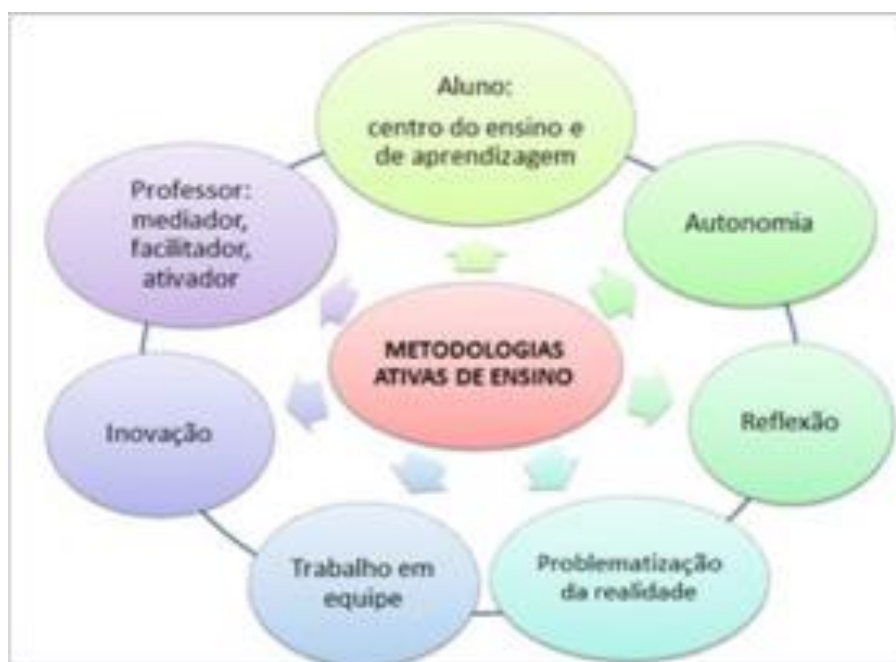 Aluno:
centro do ensino e
de aprendizagem
Autonomia
Reflexão
Problematização
da realidade
Trabalho em
equipe
Inovação
Professor:
mediador,
facilitador,
ativador
METODOLOGIAS
ATIVAS DE ENSINO